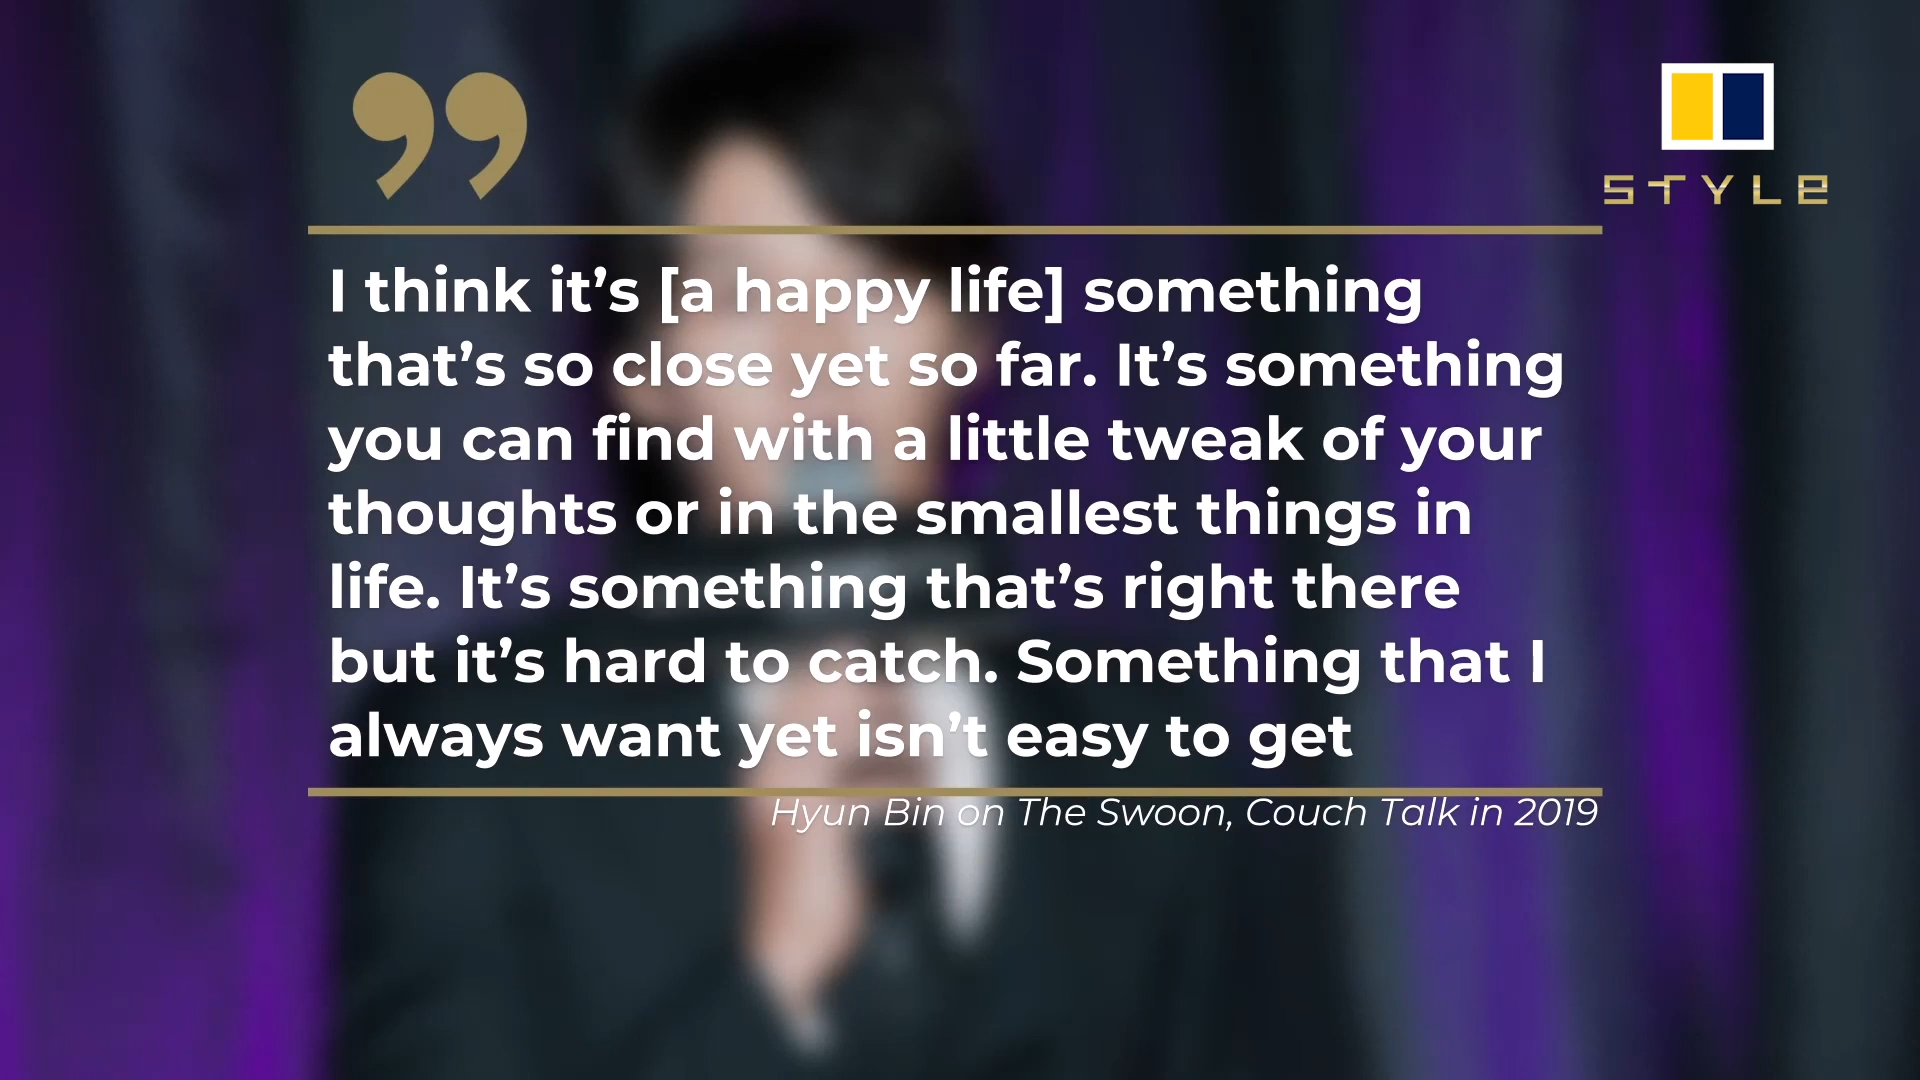 ”
STYLE
I think it’s [a happy life] something
that’s so close yet so far. It’s something
you can find with a little tweak of your
thoughts or in the smallest things in
life. It’s something that’s right there
but it’s hard to catch. Something that I
always want yet isn’t easy to get
Hyun Bin on The Swoon, Couch Talk in 2019